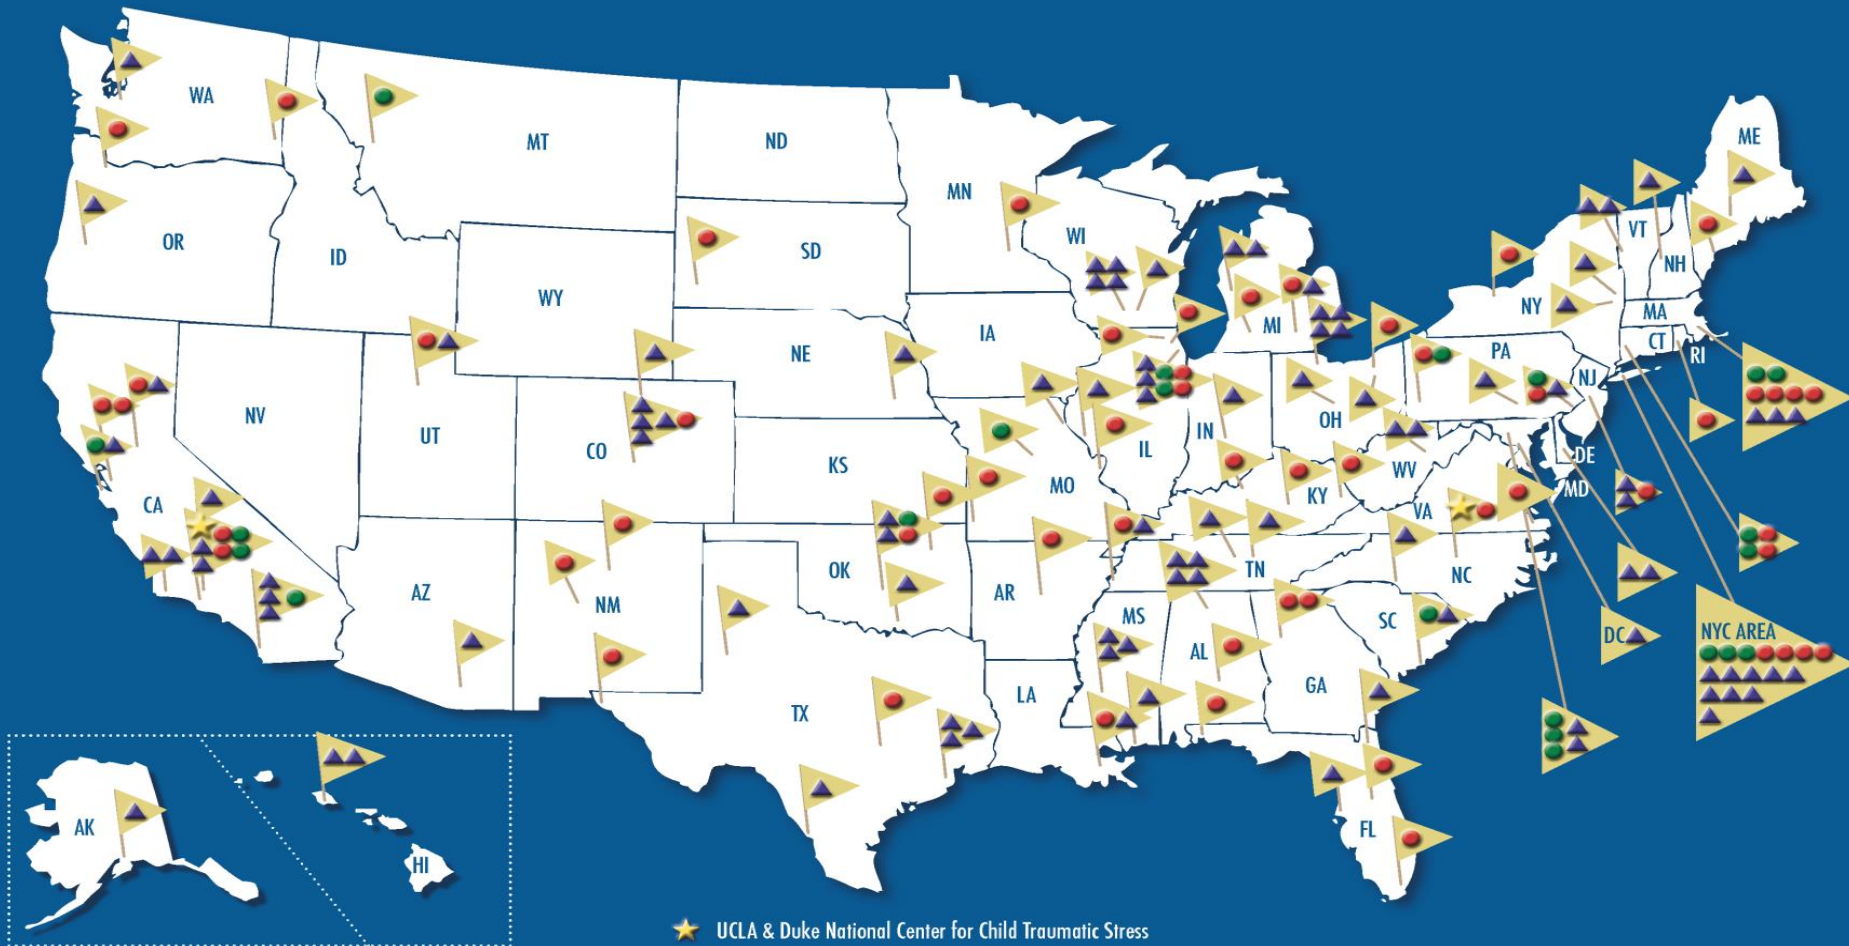 WA
MT
ND
ME
MN
OR
ID
SD
WI
VT
NH
WY
NY
MA
MI
IA
CT
RI
NE
PA
NJ
NV
UT
CO
KS
IL
IN
OH
DE
MD
CA
MO
WV
KY
VA
AZ
NM
OK
AR
TN
NC
MS
SC
DC
NYC AREA
AL
GA
TX
LA
FL
AK
HI
UCLA & Duke National Center for Child Traumatic Stress